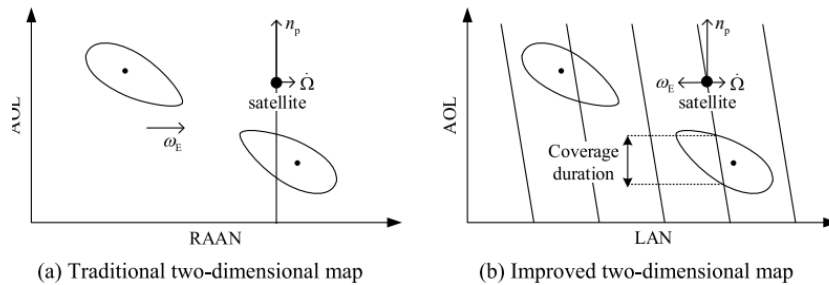 n_p
Ω̇
satellite
ω_E
AOL
RAAN
(a) Traditional two-dimensional map
n_p
ω_E Ω̇
satellite
Coverage
duration
AOL
LAN
(b) Improved two-dimensional map